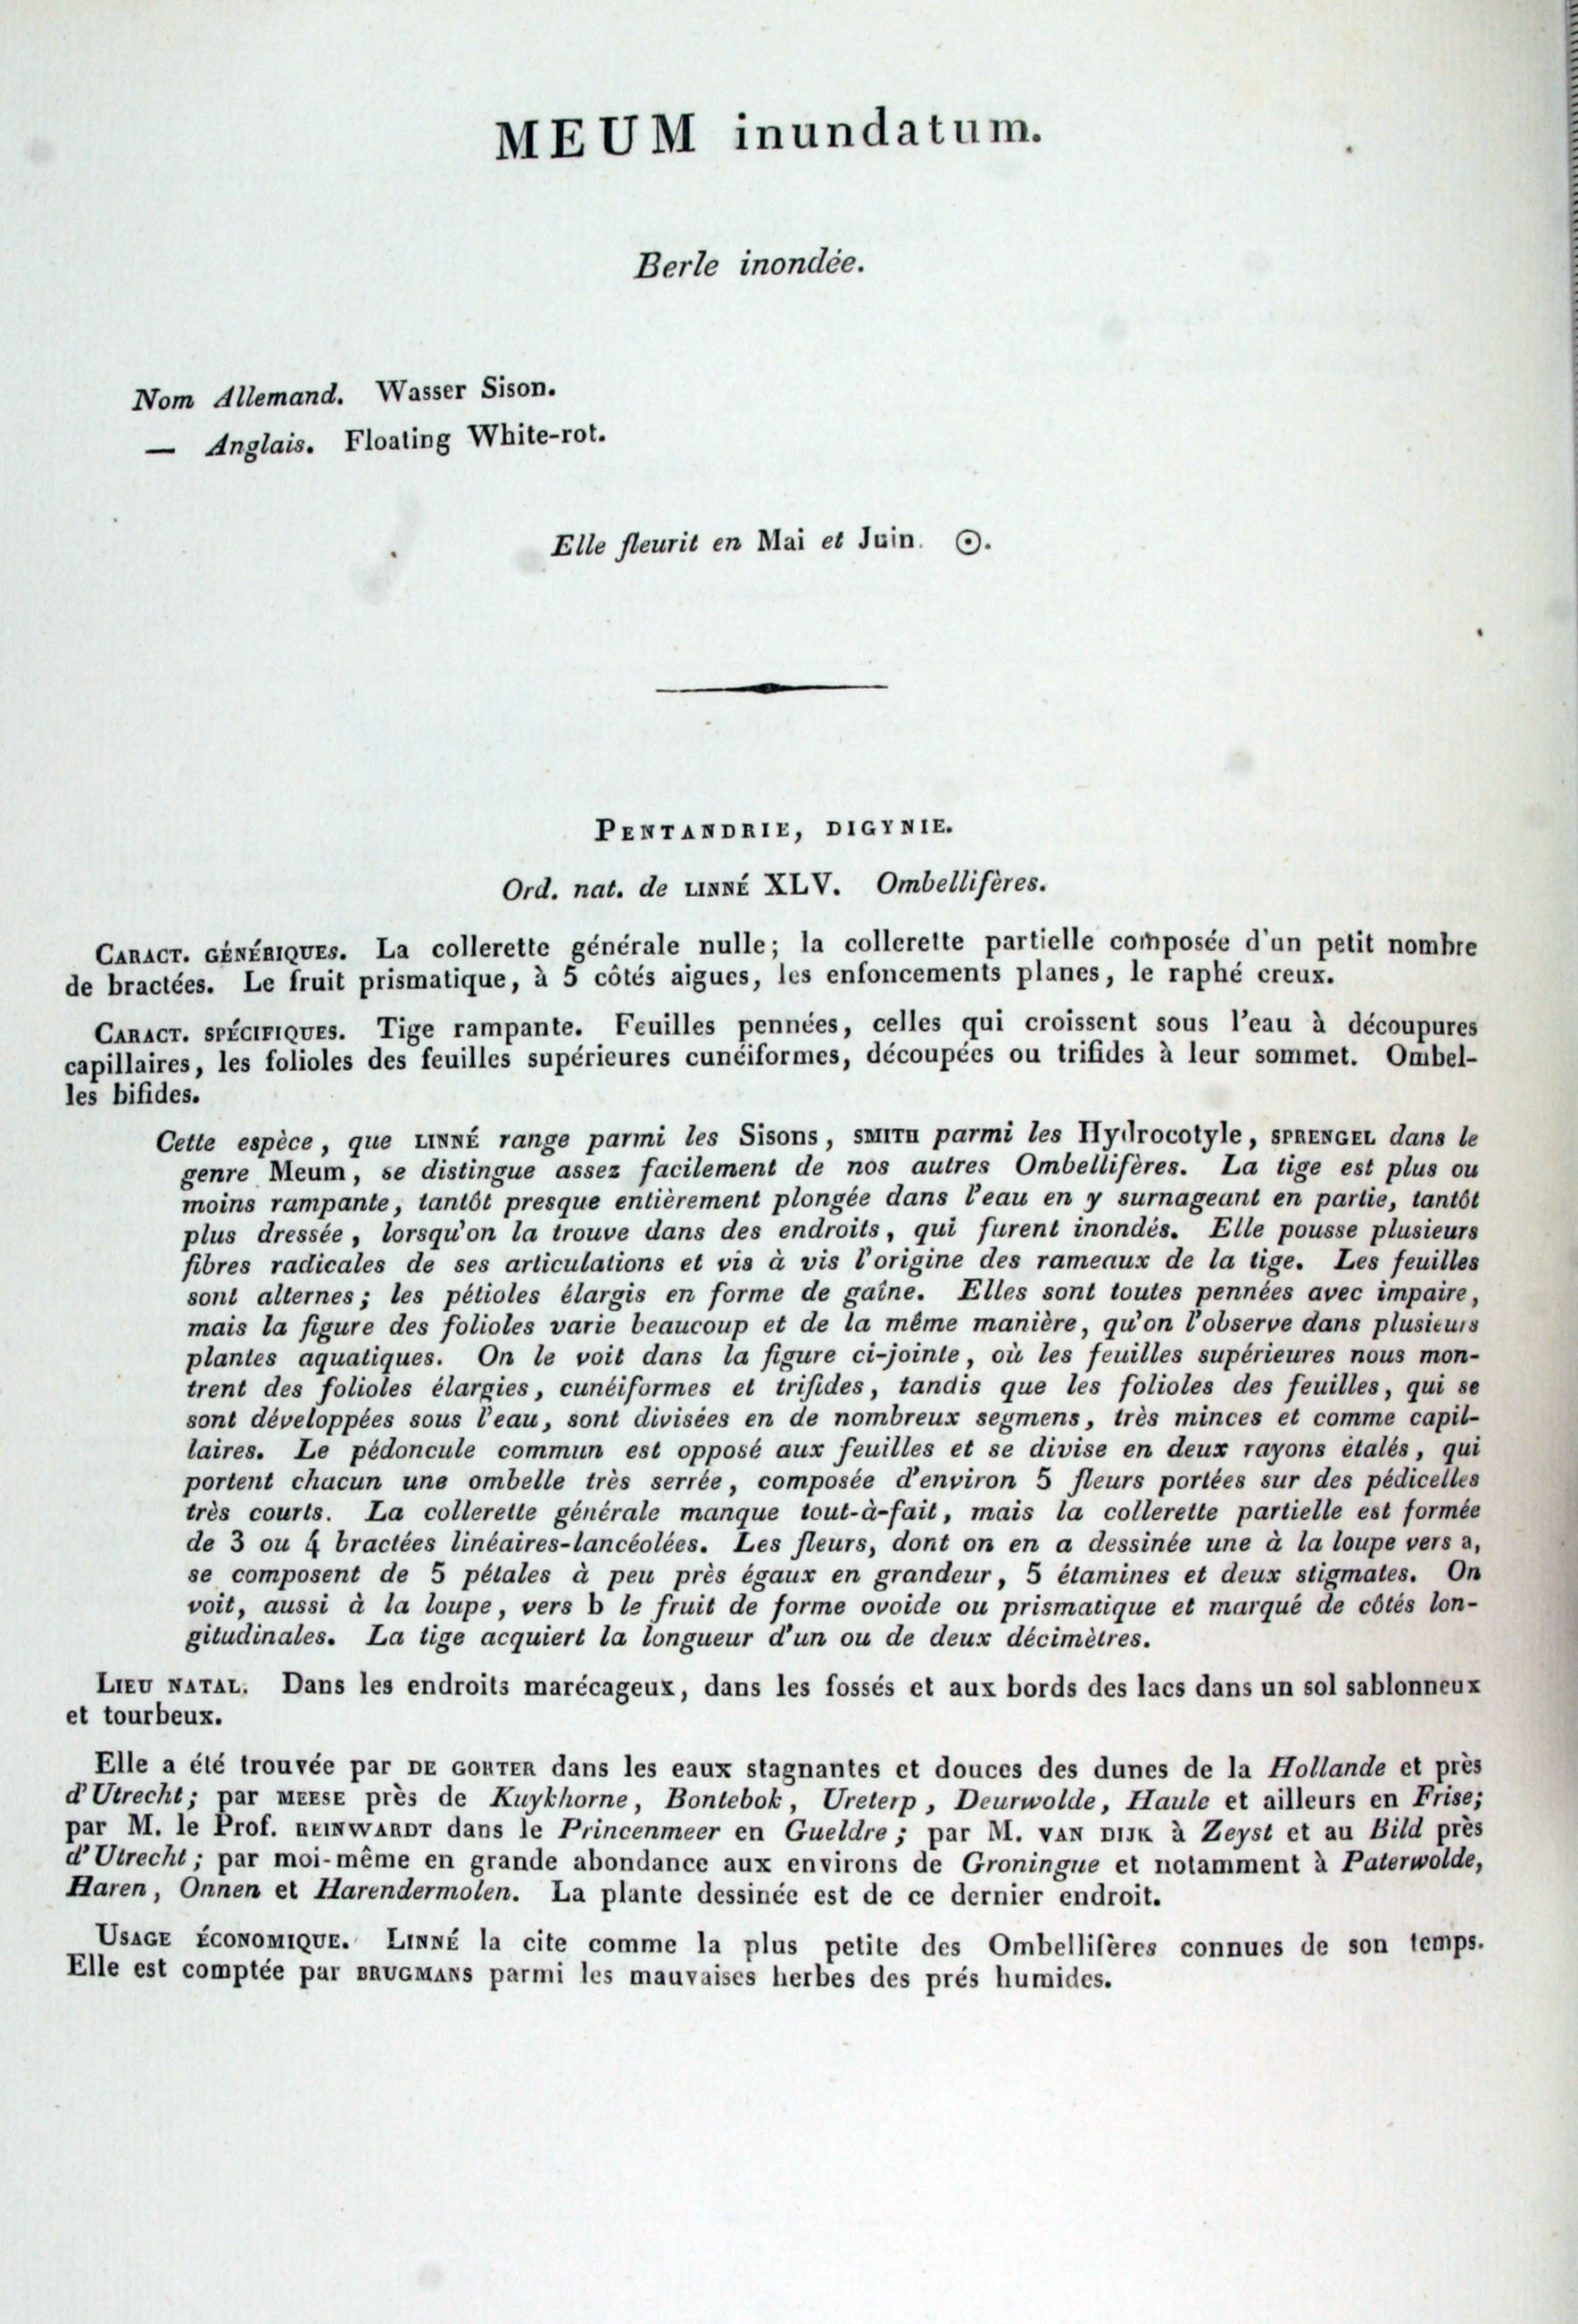 MEUM inundatum.
Berle inondée.
Nom Allemand. Wasser Sison.
— Anglais. Floating White-rot.
Elle fleurit en Mai et Juin. ⊙.
PENTANDRIE, DIGYNIE.
Ord. nat. de LINNÉ XLV. Ombellifères.
CARACT. GÉNÉRIQUES. La collerette générale nulle; la collerette partielle composée d'un petit nombre
de bractées. Le fruit prismatique, à 5 côtés aigues, les enfoncements planes, le raphé creux.
CARACT. SPÉCIFIQUES. Tige rampante. Feuilles pennées, celles qui croissent sous l'eau à découpures
capillaires, les folioles des feuilles supérieures cunéiformes, découpées ou trifides à leur sommet. Ombel-
les bifides.
Cette espèce, que LINNÉ range parmi les Sisons, SMITH parmi les Hydrocotyle, SPRENGEL dans le
genre Meum, se distingue assez facilement de nos autres Ombellifères. La tige est plus ou
moins rampante, tantôt presque entièrement plongée dans l'eau en y surnageant en partie, tantôt
plus dressée, lorsqu'on la trouve dans des endroits, qui furent inondés. Elle pousse plusieurs
fibres radicales de ses articulations et vis à vis l'origine des rameaux de la tige. Les feuilles
sont alternes; les pétioles élargis en forme de gaîne. Elles sont toutes pennées avec impaire,
mais la figure des folioles varie beaucoup et de la même manière, qu'on l'observe dans plusieurs
plantes aquatiques. On le voit dans la figure ci-jointe, où les feuilles supérieures nous mon-
trent des folioles élargies, cunéiformes et trifides, tandis que les folioles des feuilles, qui se
sont développées sous l'eau, sont divisées en de nombreux segmens, très minces et comme capil-
laires. Le pédoncule commun est opposé aux feuilles et se divise en deux rayons étalés, qui
portent chacun une ombelle très serrée, composée d'environ 5 fleurs portées sur des pédicelles
très courts. La collerette générale manque tout-à-fait, mais la collerette partielle est formée
de 3 ou 4 bractées linéaires-lancéolées. Les fleurs, dont on en a dessinée une à la loupe vers a,
se composent de 5 pétales à peu près égaux en grandeur, 5 étamines et deux stigmates. On
voit, aussi à la loupe, vers b le fruit de forme ovoide ou prismatique et marqué de côtés lon-
gitudinales. La tige acquiert la longueur d'un ou de deux décimètres.
LIEU NATAL. Dans les endroits marécageux, dans les fossés et aux bords des lacs dans un sol sablonneux
et tourbeux.
Elle a été trouvée par DE GORTER dans les eaux stagnantes et douces des dunes de la Hollande et près
d'Utrecht; par MEESE près de Kuykhorne, Bontebok, Ureterp, Deurwolde, Haule et ailleurs en Frise;
par M. le Prof. REINWARDT dans le Princenmeer en Gueldre; par M. VAN DIJK à Zeyst et au Bild près
d'Utrecht; par moi-même en grande abondance aux environs de Groningue et notamment à Paterwolde,
Haren, Onnen et Harendermolen. La plante dessinée est de ce dernier endroit.
USAGE ÉCONOMIQUE. LINNÉ la cite comme la plus petite des Ombellifères connues de son temps.
Elle est comptée par BRUGMANS parmi les mauvaises herbes des prés humides.